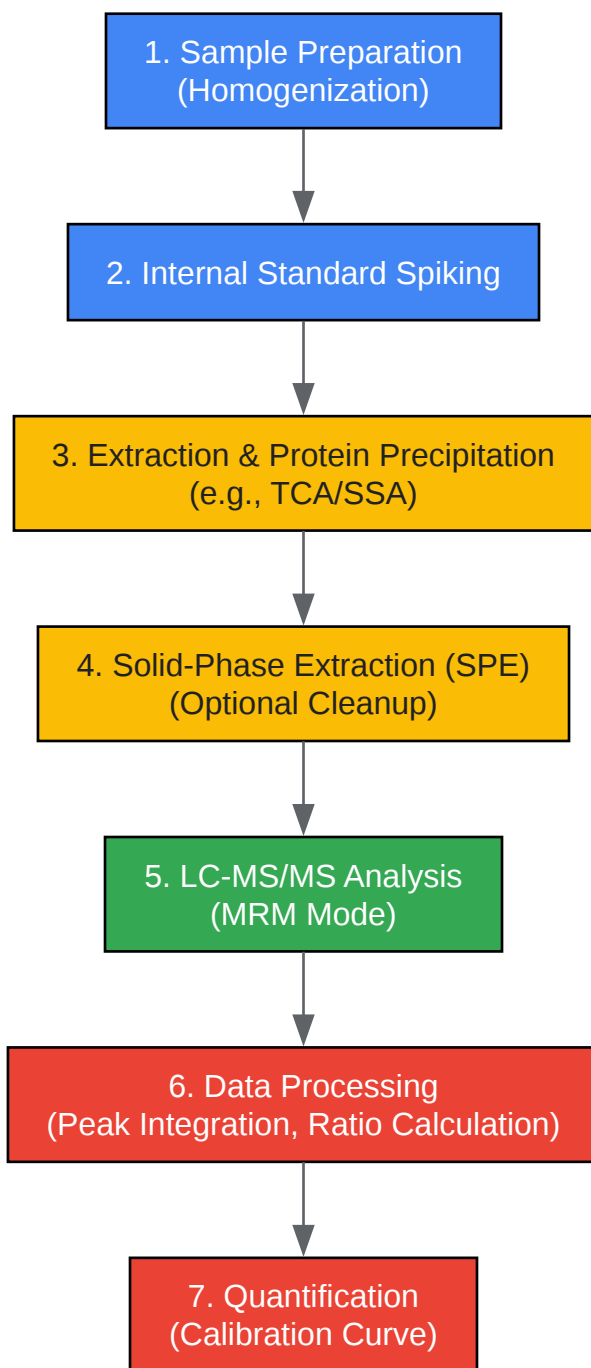 1. Sample Preparation
(Homogenization)
2. Internal Standard Spiking
3. Extraction & Protein Precipitation
(e.g., TCA/SSA)
4. Solid-Phase Extraction (SPE)
(Optional Cleanup)
5. LC-MS/MS Analysis
(MRM Mode)
6. Data Processing
(Peak Integration, Ratio Calculation)
7. Quantification
(Calibration Curve)